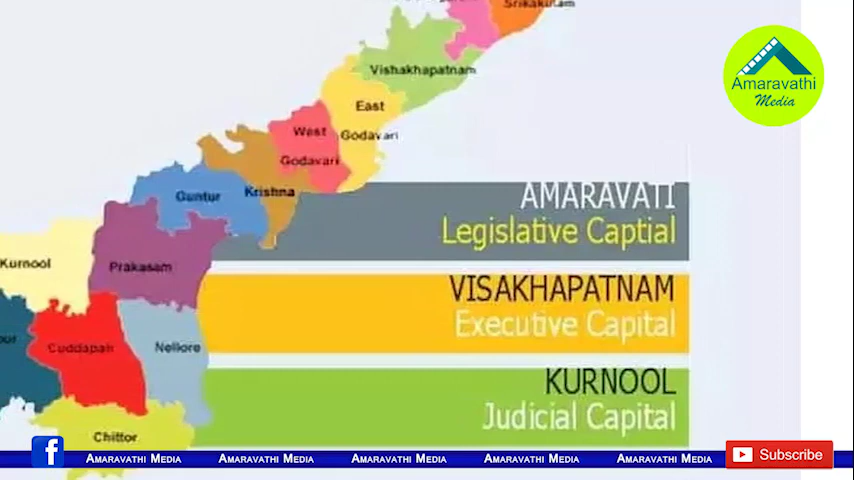 Srikakulam
Amaravathi
Media
Vishakhapatnam
East
Godavari
West
Godavari
Krishna
Guntur
AMARAVATI
Legislative Captial
Kurnool
Prakasam
VISAKHAPATNAM
Executive Capital
Cuddapah
Nellore
KURNOOL
Judicial Capital
Chittor
AMARAVATHI MEDIA AMARAVATHI MEDIA AMARAVATHI MEDIA AMARAVATHI MEDIA AMARAVATHI MEDIA
Subscribe